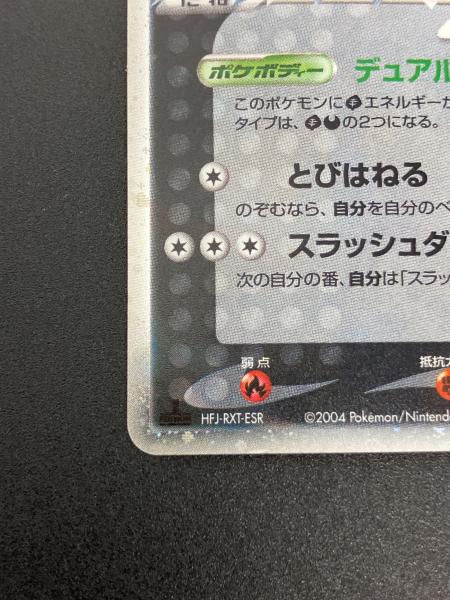 ポケボディー デュアル
このポケモンにエネルギーが
タイプは、の2つになる。
とびはねる
のぞむなら、自分を自分のベ
スラッシュダ
次の自分の番、自分は「スラッ
弱点 抵抗力
HFJ-RXT-ESR ©2004 Pokémon/Nintendo